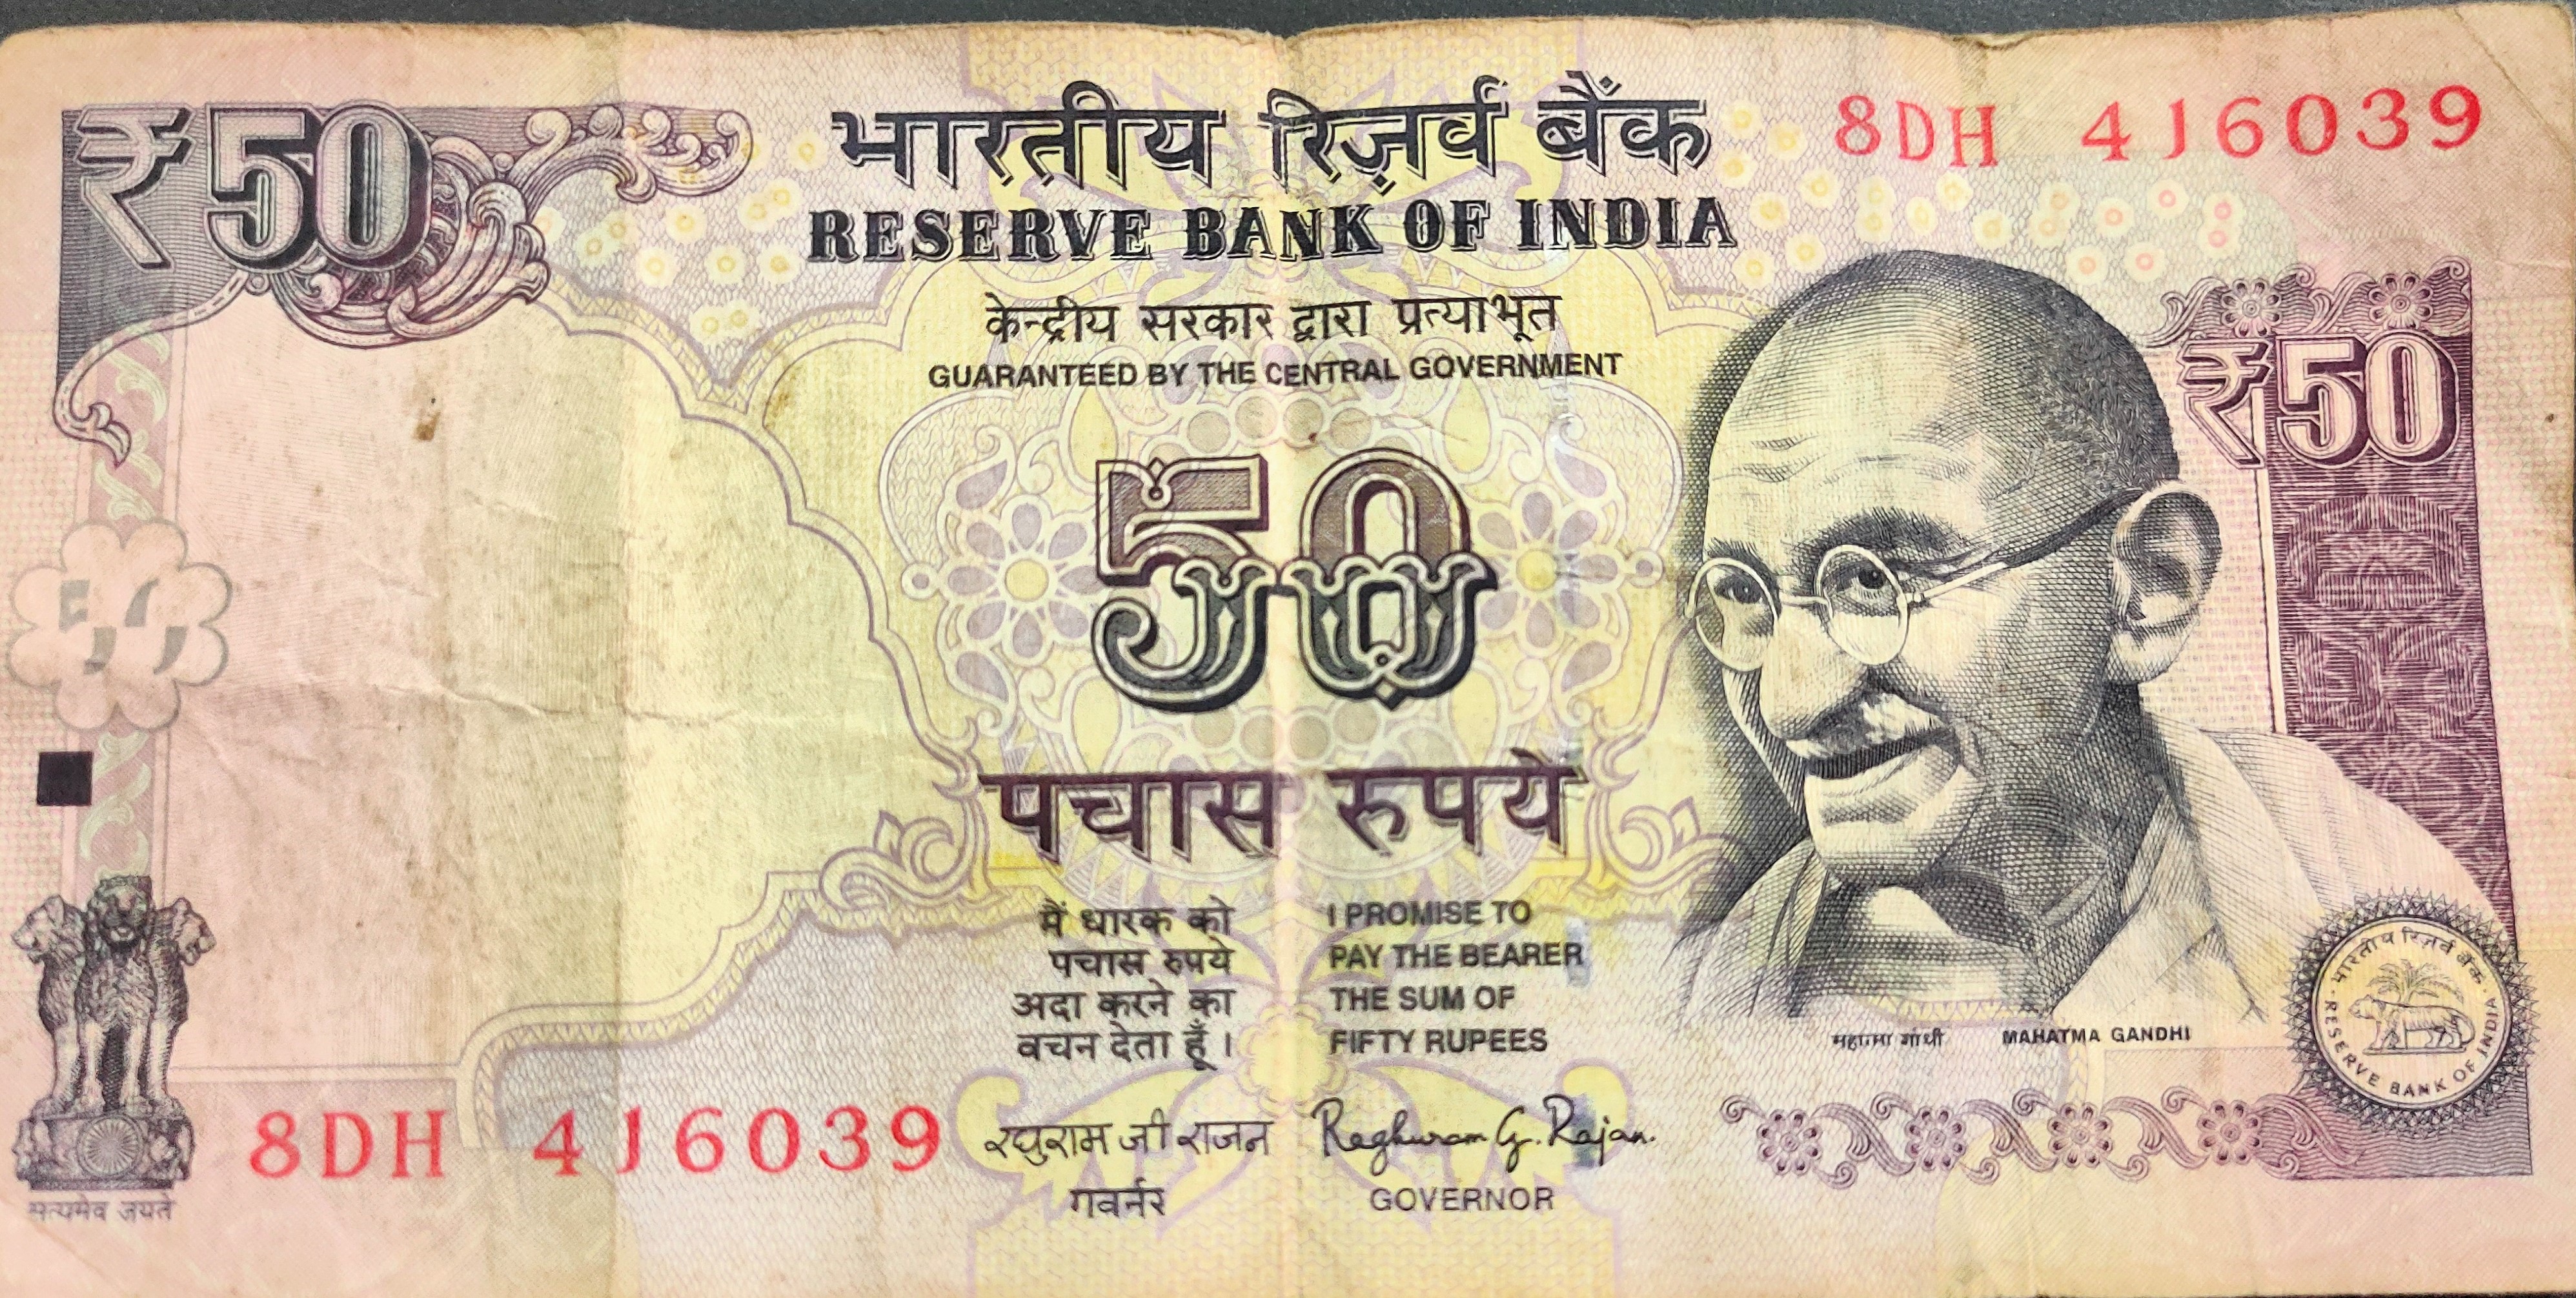 ₹50
भारतीय रिज़र्व बैंक
8DH 416039
RESERVE BANK OF INDIA
केन्द्रीय सरकार द्वारा प्रत्याभूत
GUARANTEED BY THE CENTRAL GOVERNMENT
₹50
50
पचास रुपये
मैं धारक को
पचास रुपये
अदा करने का
वचन देता हूँ।
I PROMISE TO
PAY THE BEARER
THE SUM OF
FIFTY RUPEES
महात्मा गांधी MAHATMA GANDHI
भारतीय रिज़र्व बैंक
RESERVE BANK OF INDIA
8DH 416039
रघुराम जी राजन
Raghuram G. Rajan.
गवर्नर
GOVERNOR
सत्यमेव जयते